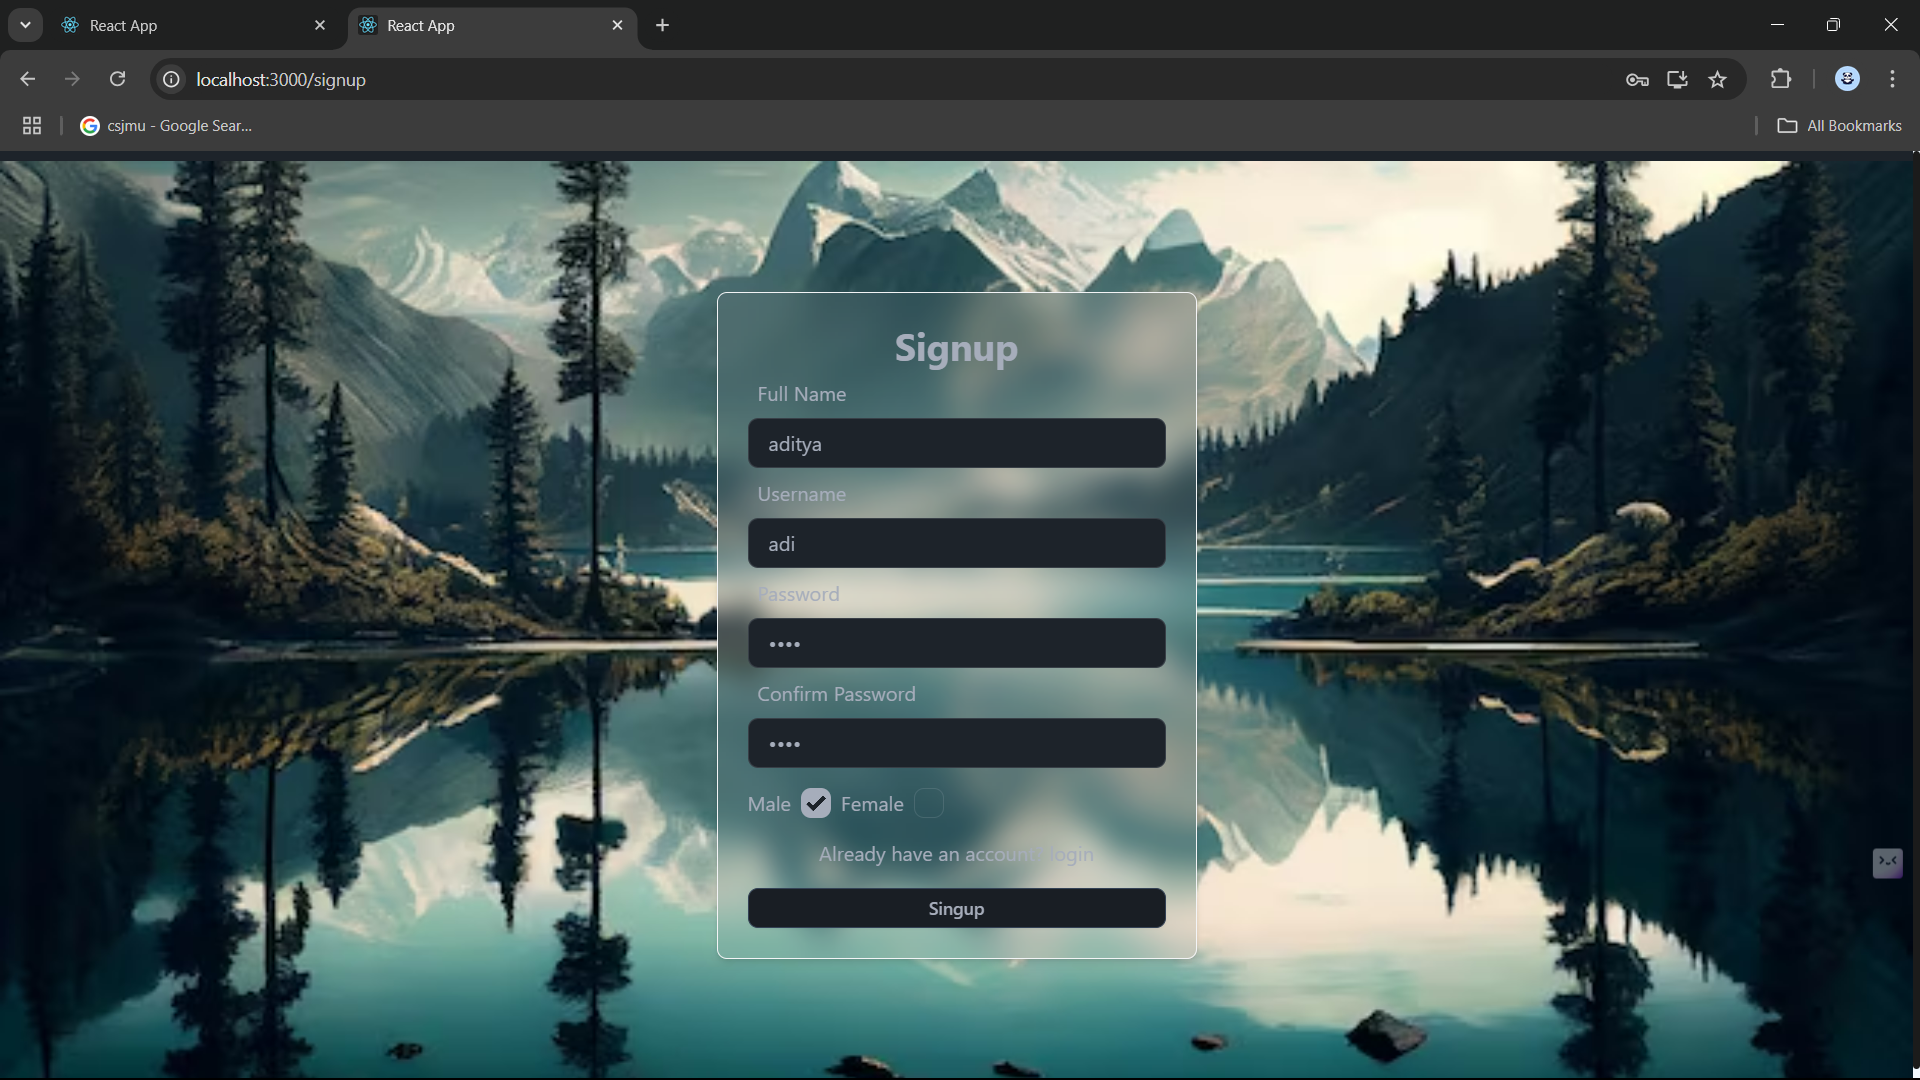 React App
React App
localhost:3000/signup
csjmu - Google Sear...
All Bookmarks
Signup
Full Name
aditya
Username
adi
Password
••••
Confirm Password
••••
Male Female
Already have an account? login
Singup